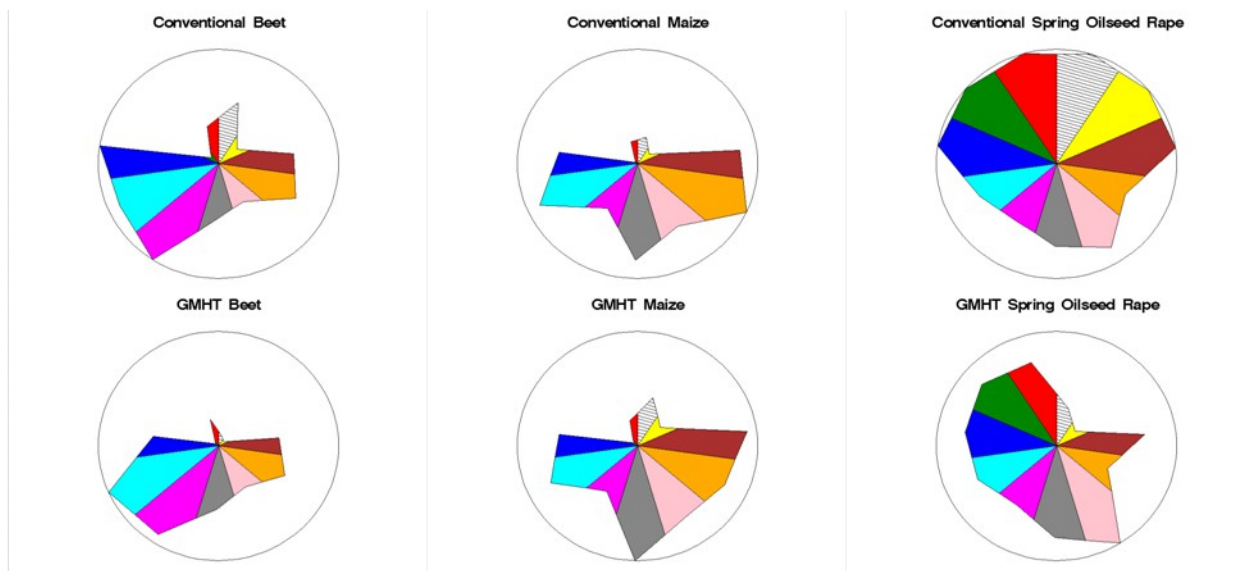 Conventional Beet
Conventional Maize
Conventional Spring Oilseed Rape
GMHT Beet
GMHT Maize
GMHT Spring Oilseed Rape